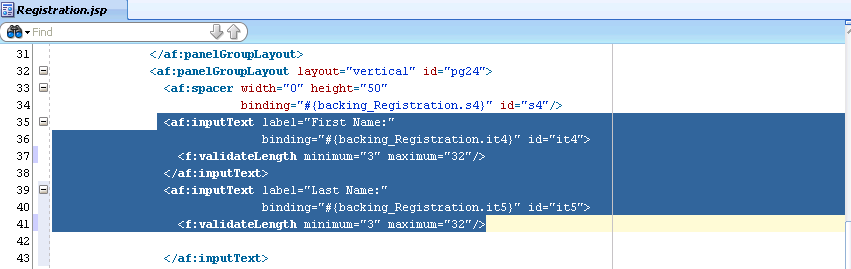 Registration.jsp
Find
31 </af:panelGroupLayout>
32 <af:panelGroupLayout layout="vertical" id="pg24">
33 <af:spacer width="0" height="50"
34 binding="#{backing_Registration.s4}" id="s4"/>
35 <af:inputText label="First Name:"
36 binding="#{backing_Registration.it4}" id="it4">
37 <f:validateLength minimum="3" maximum="32"/>
38 </af:inputText>
39 <af:inputText label="Last Name:"
40 binding="#{backing_Registration.it5}" id="it5">
41 <f:validateLength minimum="3" maximum="32"/>
42
43 </af:inputText>